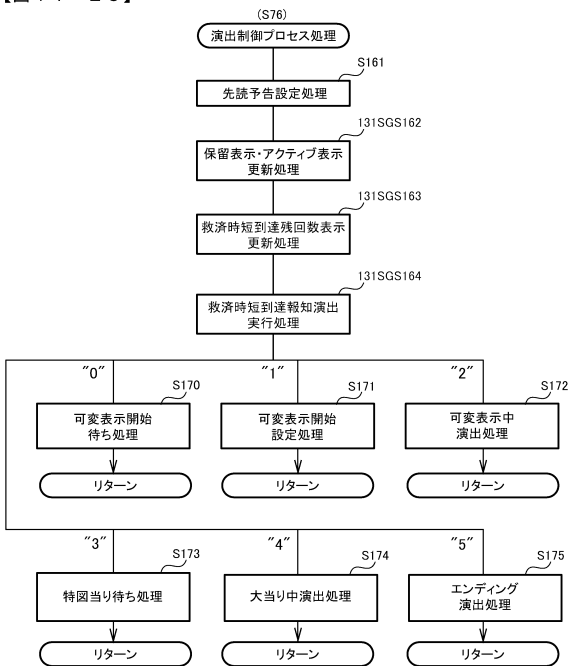 (S76)
演出制御プロセス処理
S161
先読予告設定処理
131SGS162
保留表示・アクティブ表示
更新処理
131SGS163
救済時短到達残回数表示
更新処理
131SGS164
救済時短到達報知演出
実行処理
"0"
"1"
"2"
S170
S171
S172
可変表示開始
待ち処理
可変表示開始
設定処理
可変表示中
演出処理
リターン
リターン
リターン
"3"
"4"
"5"
S173
S174
S175
特図当り待ち処理
大当り中演出処理
エンディング
演出処理
リターン
リターン
リターン